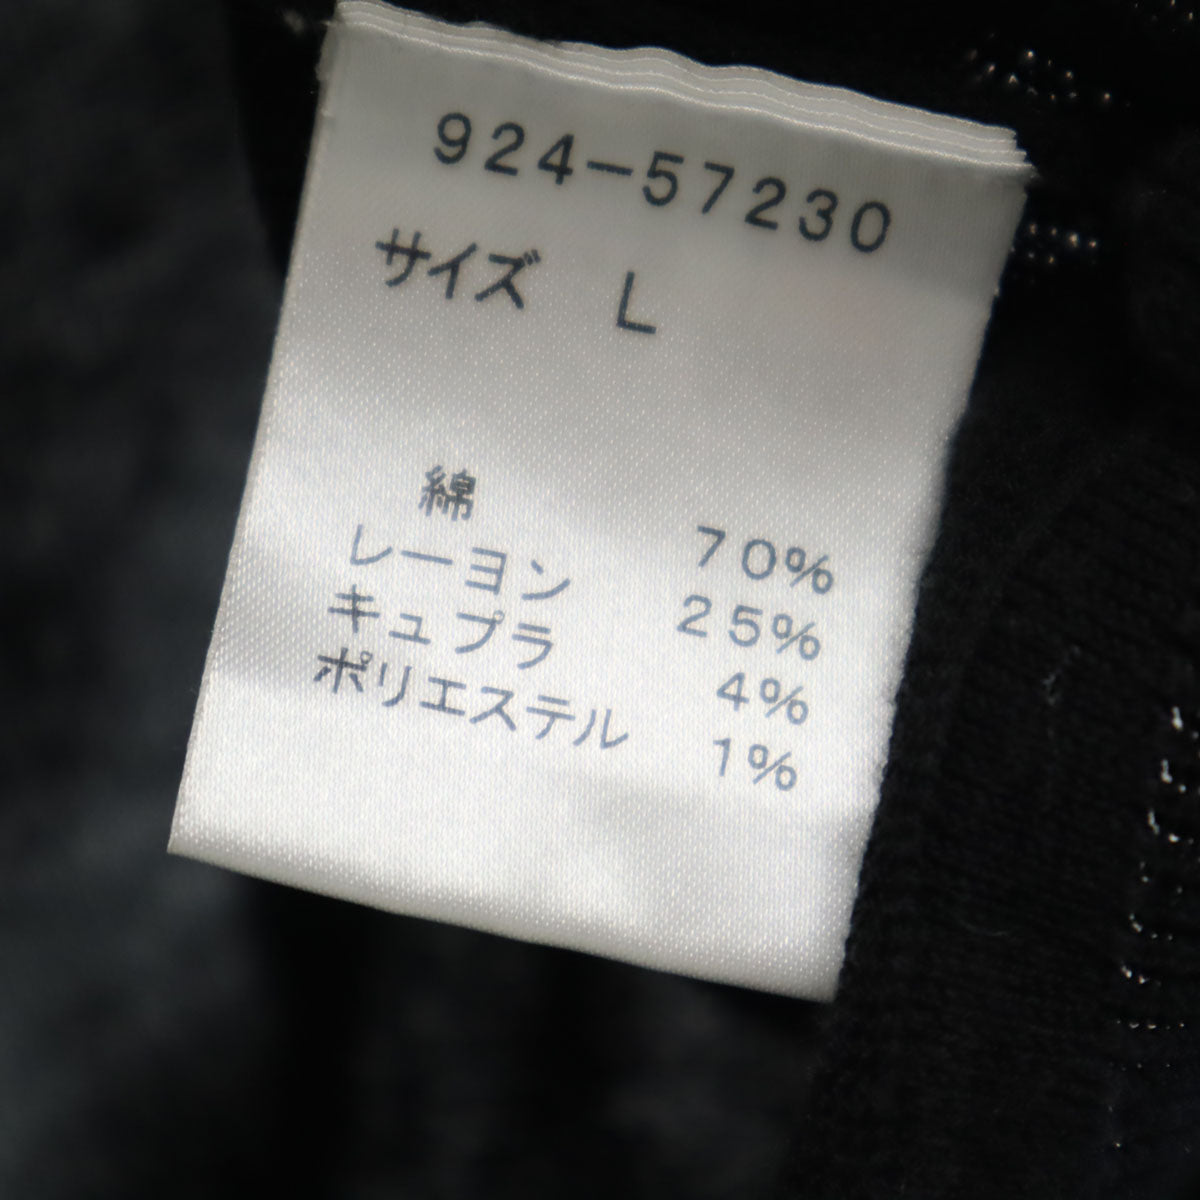 924-57230
サイズ L
綿 70%
レーヨン 25%
キュプラ 4%
ポリエステル 1%